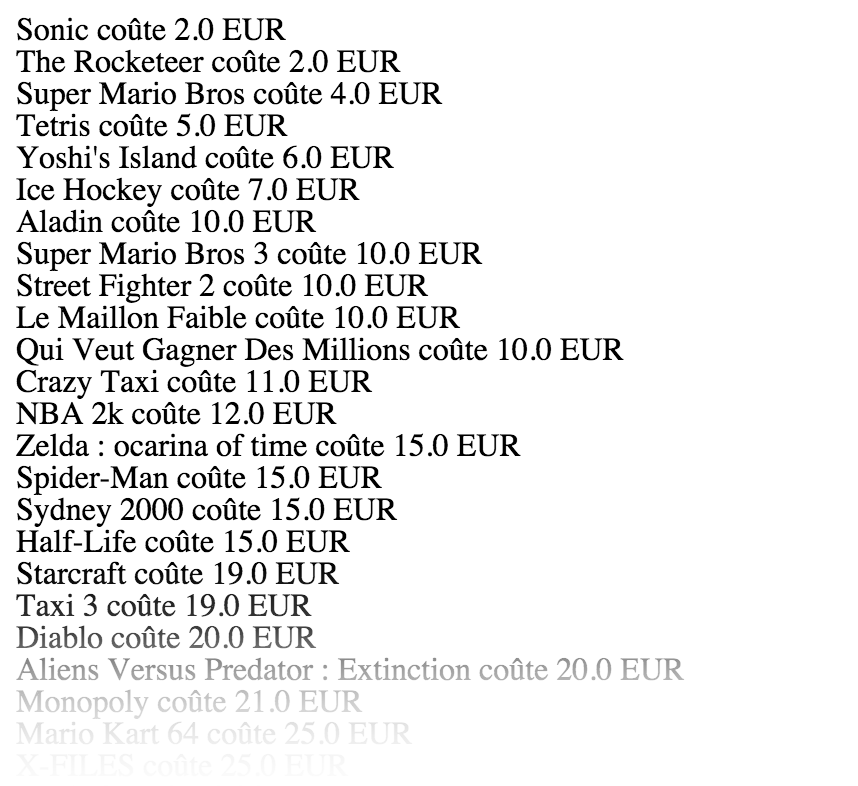 Sonic coûte 2.0 EUR
The Rocketeer coûte 2.0 EUR
Super Mario Bros coûte 4.0 EUR
Tetris coûte 5.0 EUR
Yoshi's Island coûte 6.0 EUR
Ice Hockey coûte 7.0 EUR
Aladin coûte 10.0 EUR
Super Mario Bros 3 coûte 10.0 EUR
Street Fighter 2 coûte 10.0 EUR
Le Maillon Faible coûte 10.0 EUR
Qui Veut Gagner Des Millions coûte 10.0 EUR
Crazy Taxi coûte 11.0 EUR
NBA 2k coûte 12.0 EUR
Zelda : ocarina of time coûte 15.0 EUR
Spider-Man coûte 15.0 EUR
Sydney 2000 coûte 15.0 EUR
Half-Life coûte 15.0 EUR
Starcraft coûte 19.0 EUR
Taxi 3 coûte 19.0 EUR
Diablo coûte 20.0 EUR
Aliens Versus Predator : Extinction coûte 20.0 EUR
Monopoly coûte 21.0 EUR
Mario Kart 64 coûte 25.0 EUR
X-FILES coûte 25.0 EUR